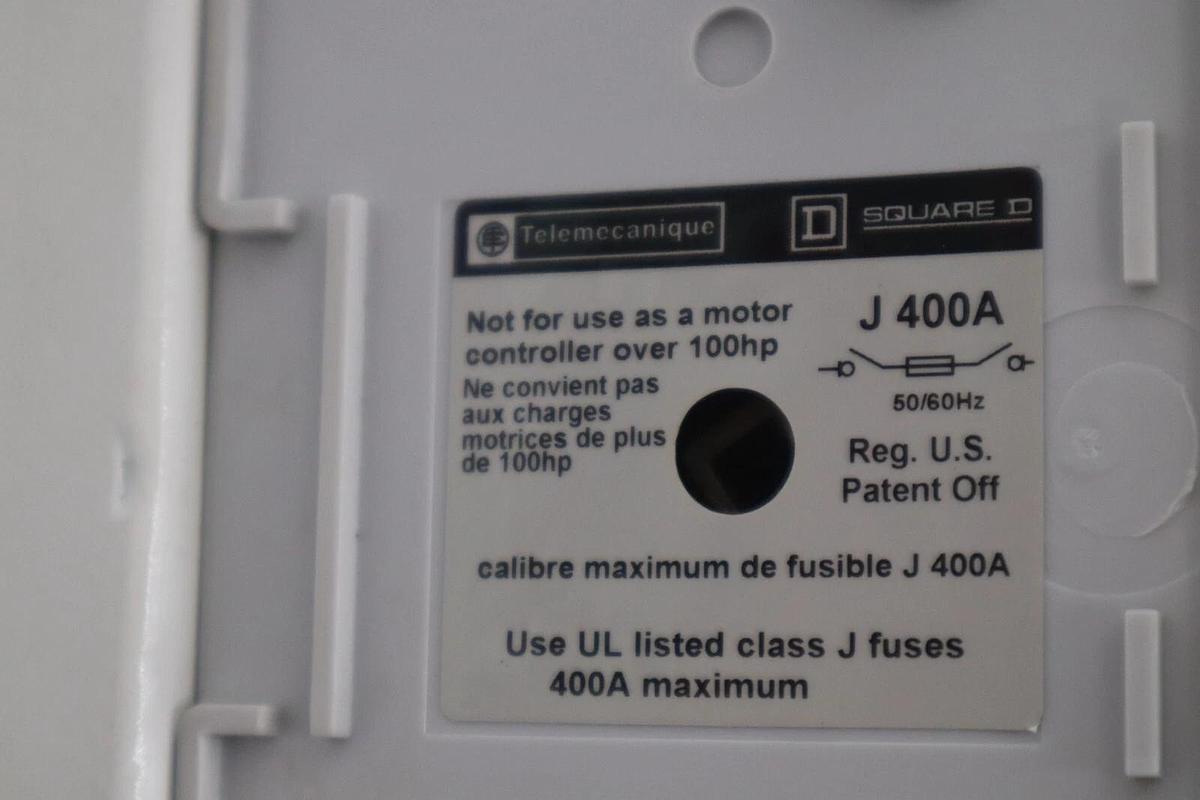 Telemecanique
D SQUARE D
Not for use as a motor
controller over 100hp
Ne convient pas
aux charges
motrices de plus
de 100hp
J 400A
50/60Hz
Reg. U.S.
Patent Off
calibre maximum de fusible J 400A
Use UL listed class J fuses
400A maximum